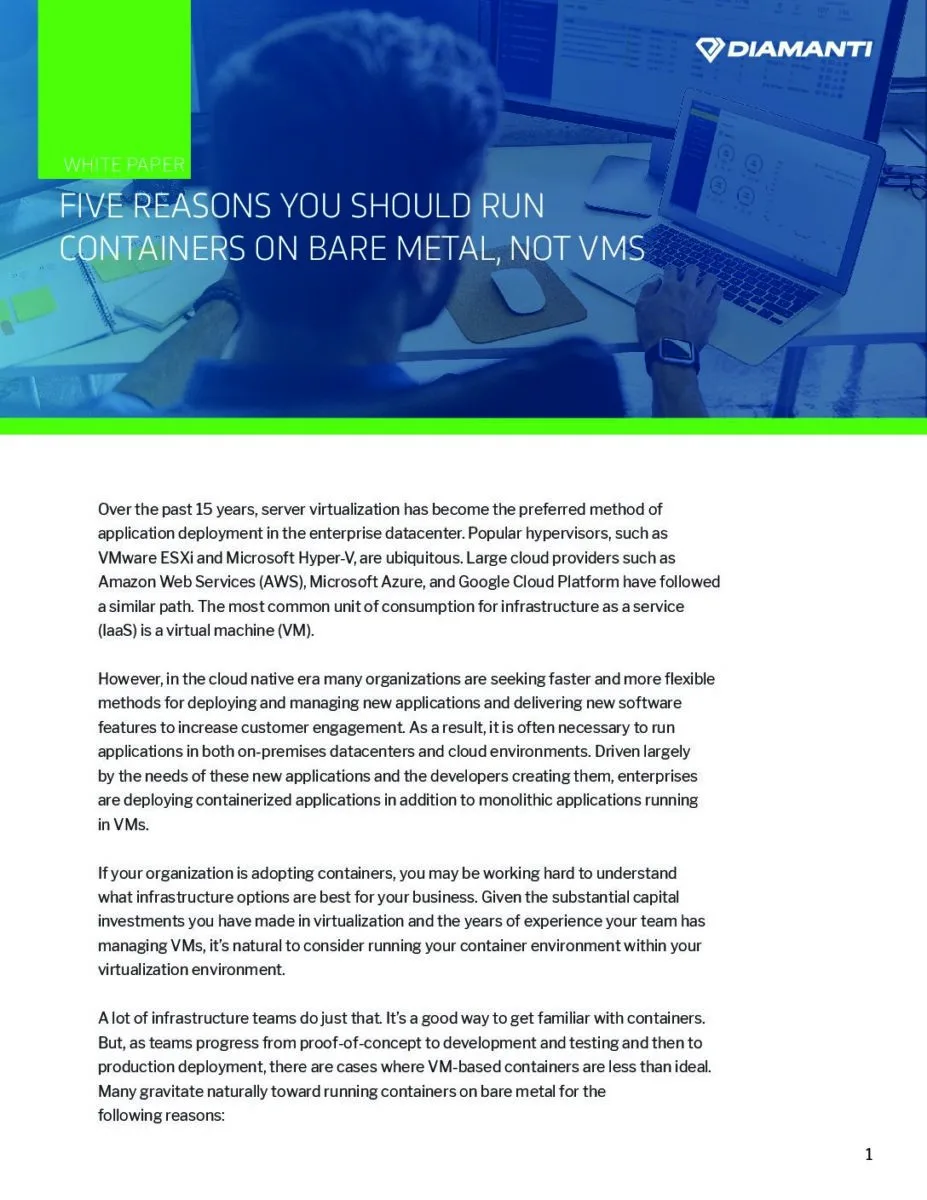 DIAMANTI
WHITE PAPER
FIVE REASONS YOU SHOULD RUN
CONTAINERS ON BARE METAL, NOT VMS
Over the past 15 years, server virtualization has become the preferred method of
application deployment in the enterprise datacenter. Popular hypervisors, such as
VMware ESXi and Microsoft Hyper-V, are ubiquitous. Large cloud providers such as
Amazon Web Services (AWS), Microsoft Azure, and Google Cloud Platform have followed
a similar path. The most common unit of consumption for infrastructure as a service
(IaaS) is a virtual machine (VM).
However, in the cloud native era many organizations are seeking faster and more flexible
methods for deploying and managing new applications and delivering new software
features to increase customer engagement. As a result, it is often necessary to run
applications in both on-premises datacenters and cloud environments. Driven largely
by the needs of these new applications and the developers creating them, enterprises
are deploying containerized applications in addition to monolithic applications running
in VMs.
If your organization is adopting containers, you may be working hard to understand
what infrastructure options are best for your business. Given the substantial capital
investments you have made in virtualization and the years of experience your team has
managing VMs, it's natural to consider running your container environment within your
virtualization environment.
A lot of infrastructure teams do just that. It's a good way to get familiar with containers.
But, as teams progress from proof-of-concept to development and testing and then to
production deployment, there are cases where VM-based containers are less than ideal.
Many gravitate naturally toward running containers on bare metal for the
following reasons:
1